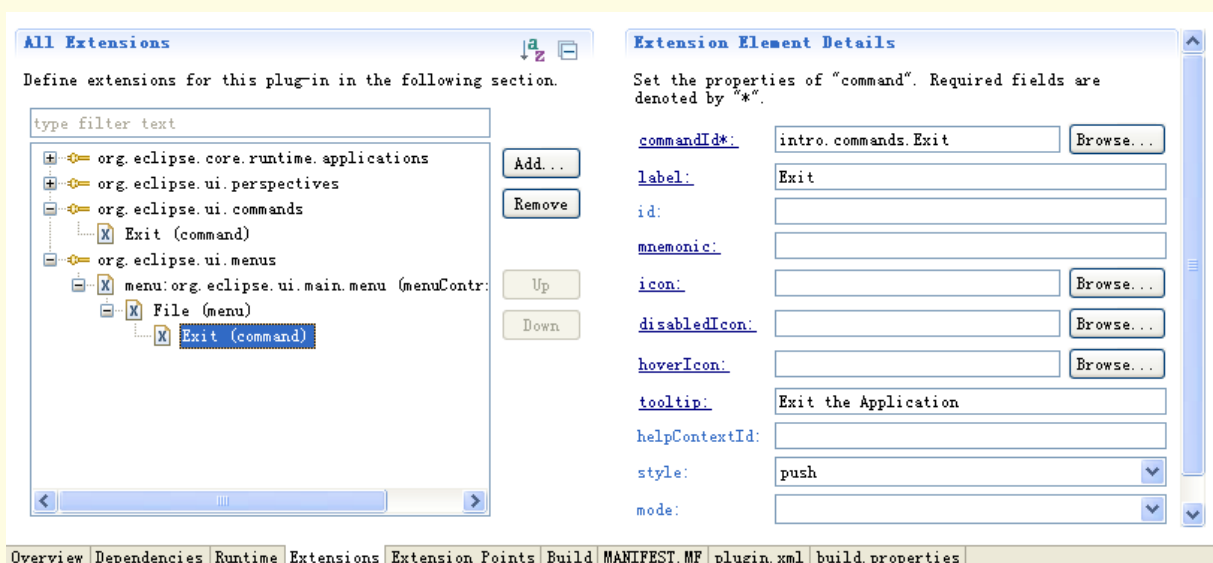 All Extensions
Define extensions for this plug-in in the following section.
type filter text
org.eclipse.core.runtime.applications
org.eclipse.ui.perspectives
org.eclipse.ui.commands
Exit (command)
org.eclipse.ui.menus
menu:org.eclipse.ui.main.menu (menuContr:
File (menu)
Exit (command)
Add...
Remove
Up
Down
Extension Element Details
Set the properties of "command". Required fields are
denoted by "*".
commandId*: intro.commands.Exit Browse...
label: Exit
id:
mnemonic:
icon: Browse...
disabledIcon: Browse...
hoverIcon: Browse...
tooltip: Exit the Application
helpContextId:
style: push
mode:
Overview Dependencies Runtime Extensions Extension Points Build MANIFEST.MF plugin.xml build.properties